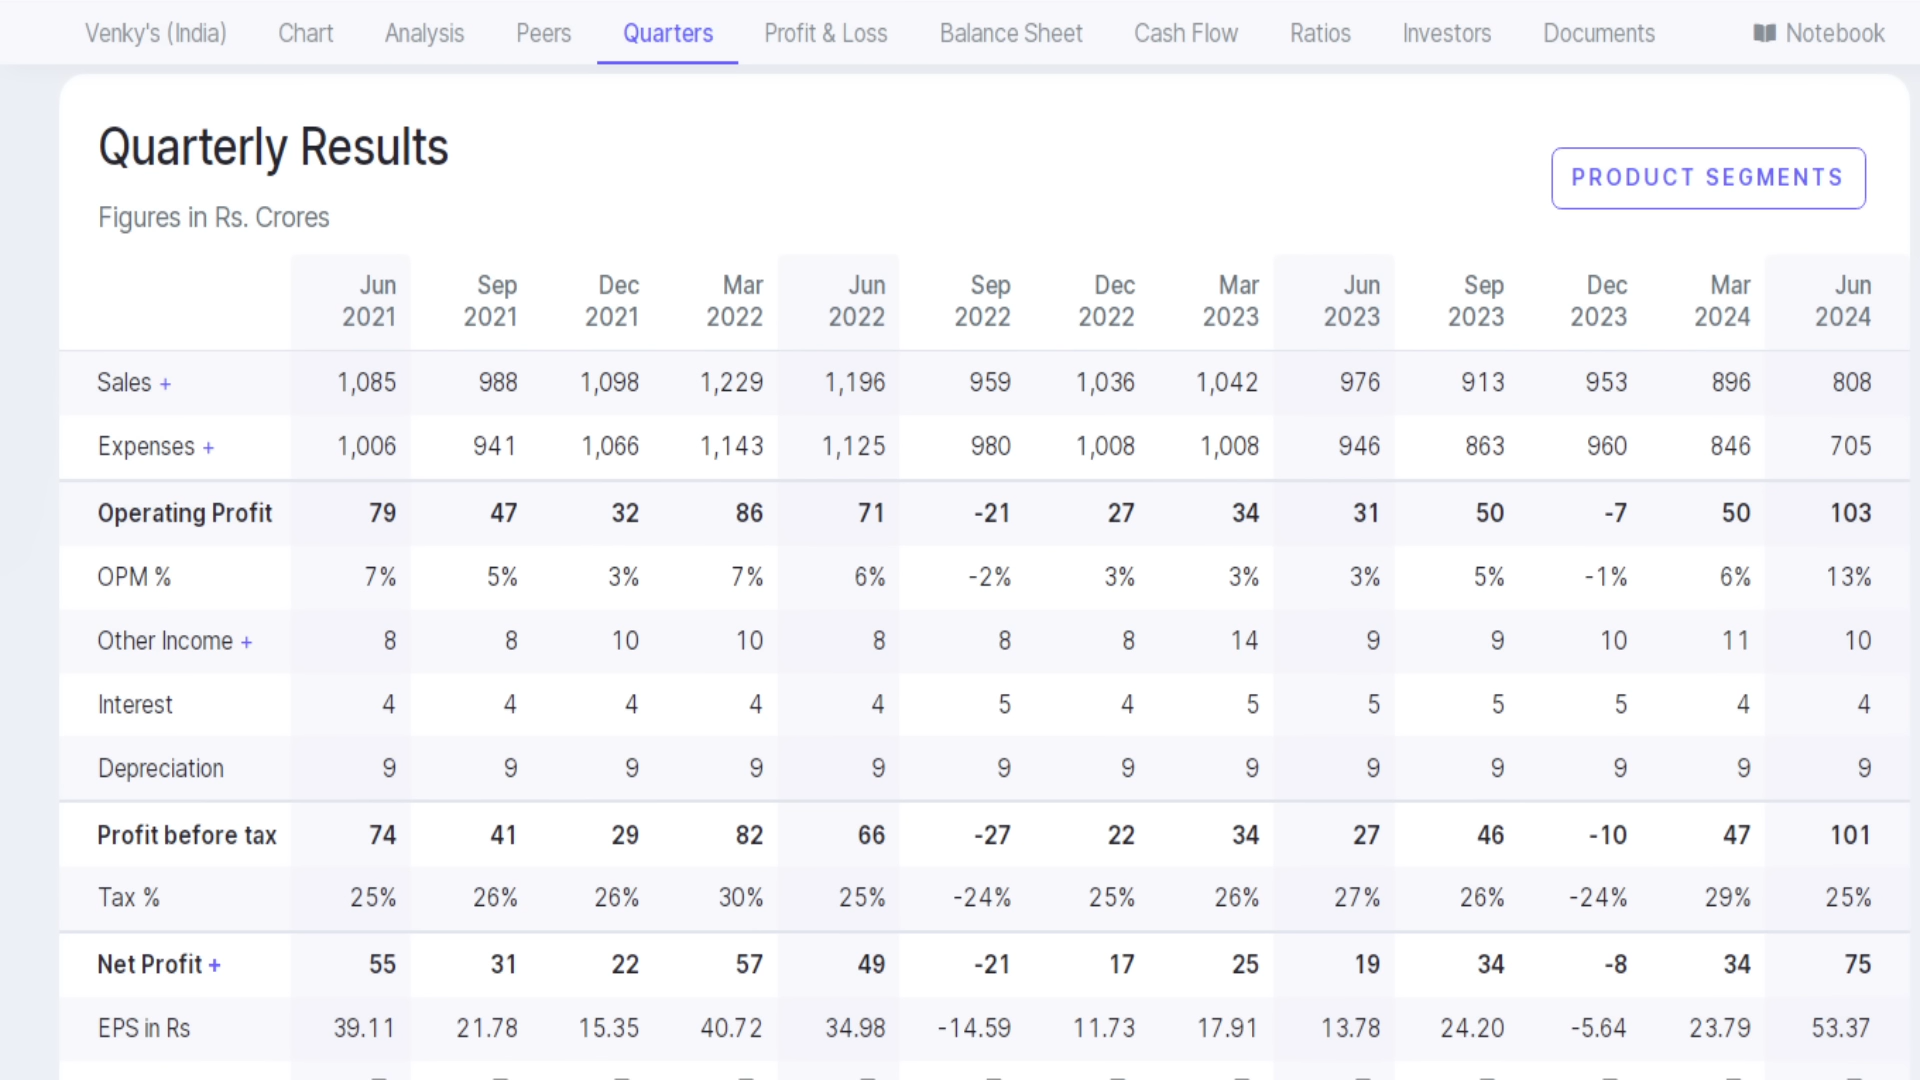 Venky's (India) Chart Analysis Peers Quarters Profit & Loss Balance Sheet Cash Flow Ratios Investors Documents Notebook
Quarterly Results
PRODUCT SEGMENTS
Figures in Rs. Crores
Jun Sep Dec Mar Jun Sep Dec Mar Jun Sep Dec Mar Jun
2021 2021 2021 2022 2022 2022 2022 2023 2023 2023 2023 2024 2024
Sales + 1,085 988 1,098 1,229 1,196 959 1,036 1,042 976 913 953 896 808
Expenses + 1,006 941 1,066 1,143 1,125 980 1,008 1,008 946 863 960 846 705
Operating Profit 79 47 32 86 71 -21 27 34 31 50 -7 50 103
OPM % 7% 5% 3% 7% 6% -2% 3% 3% 3% 5% -1% 6% 13%
Other Income + 8 8 10 10 8 8 8 14 9 9 10 11 10
Interest 4 4 4 4 4 5 4 5 5 5 5 4 4
Depreciation 9 9 9 9 9 9 9 9 9 9 9 9 9
Profit before tax 74 41 29 82 66 -27 22 34 27 46 -10 47 101
Tax % 25% 26% 26% 30% 25% -24% 25% 26% 27% 26% -24% 29% 25%
Net Profit + 55 31 22 57 49 -21 17 25 19 34 -8 34 75
EPS in Rs 39.11 21.78 15.35 40.72 34.98 -14.59 11.73 17.91 13.78 24.20 -5.64 23.79 53.37